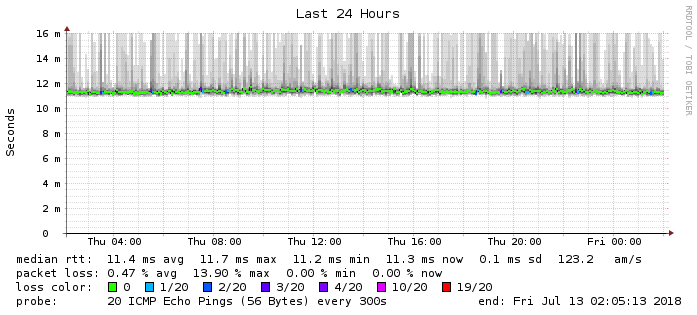 Last 24 Hours
RRDTOOL / TOBI OETIKER
Seconds
16 m
14 m
12 m
10 m
8 m
6 m
4 m
2 m
0
Thu 04:00 Thu 08:00 Thu 12:00 Thu 16:00 Thu 20:00 Fri 00:00
median rtt: 11.4 ms avg 11.7 ms max 11.2 ms min 11.3 ms now 0.1 ms sd 123.2 am/s
packet loss: 0.47 % avg 13.90 % max 0.00 % min 0.00 % now
loss color: 0 1/20 2/20 3/20 4/20 10/20 19/20
probe: 20 ICMP Echo Pings (56 Bytes) every 300s end: Fri Jul 13 02:05:13 2018